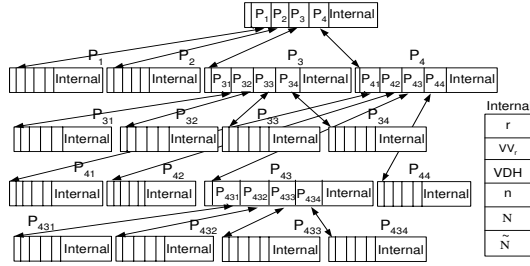 P1 P2 P3 P4 Internal
P1 P2 P3 P4
Internal Internal P31 P32 P33 P34 Internal P41 P42 P43 P44 Internal
P31 P32 P33 P34
Internal Internal Internal Internal
P41 P42 P43 P44
Internal Internal P431 P432 P433 P434 Internal Internal
P431 P432 P433 P434
Internal Internal Internal Internal
Interna
r
VVr
VDH
n
N
Ñ